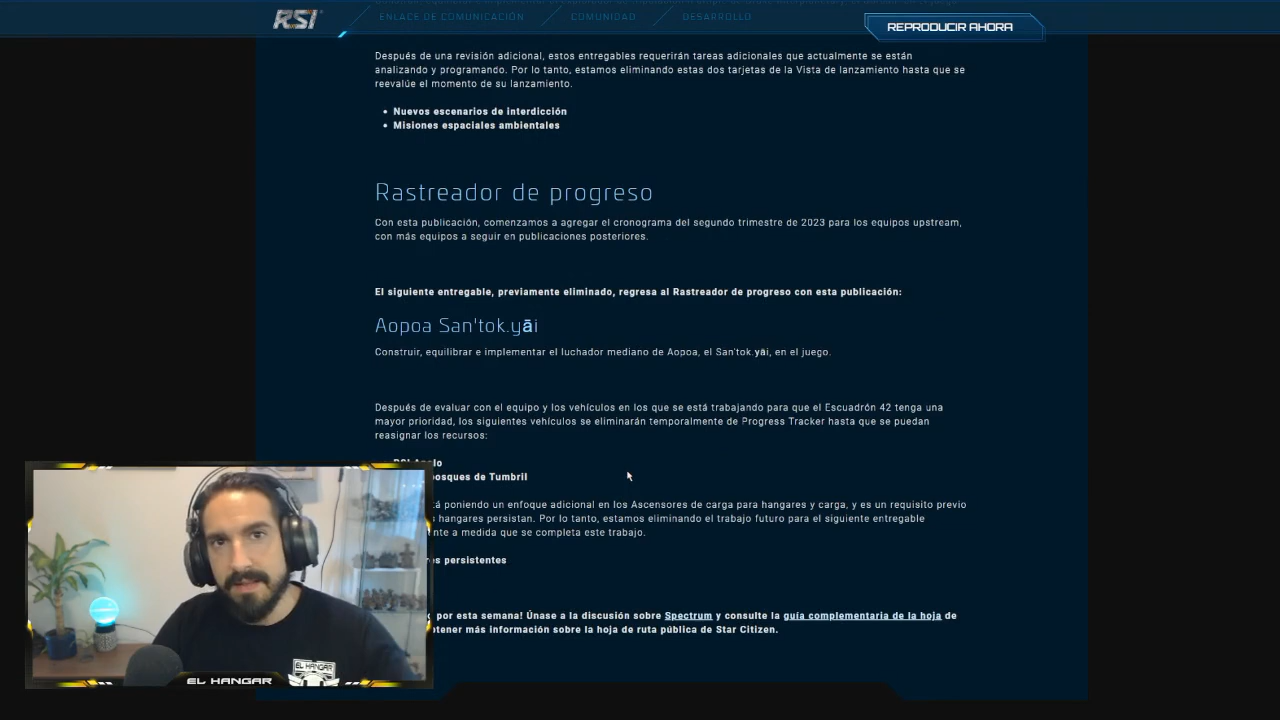 RSI
ENLACE DE COMUNICACIÓN
COMUNIDAD
DESARROLLO
REPRODUCIR AHORA
Después de una revisión adicional, estos entregables requerirán tareas adicionales que actualmente se están
analizando y programando. Por lo tanto, estamos eliminando estas dos tarjetas de la Vista de lanzamiento hasta que se
reevalúe el momento de su lanzamiento.
• Nuevos escenarios de interdicción
• Misiones espaciales ambientales
Rastreador de progreso
Con esta publicación, comenzamos a agregar el cronograma del segundo trimestre de 2023 para los equipos upstream,
con más equipos a seguir en publicaciones posteriores.
El siguiente entregable, previamente eliminado, regresa al Rastreador de progreso con esta publicación:
Aopoa San'tok.yāi
Construir, equilibrar e implementar el luchador mediano de Aopoa, el San'tok.yāi, en el juego.
Después de evaluar con el equipo y los vehículos en los que se está trabajando para que el Escuadrón 42 tenga una
mayor prioridad, los siguientes vehículos se eliminarán temporalmente de Progress Tracker hasta que se puedan
reasignar los recursos:
de Tumbril
poniendo un enfoque adicional en los Ascensores de carga para hangares y carga, y es un requisito previo
hangares persistan. Por lo tanto, estamos eliminando el trabajo futuro para el siguiente entregable
a medida que se completa este trabajo.
persistentes
por esta semana! Únase a la discusión sobre Spectrum y consulte la guía complementaria de la hoja de
más información sobre la hoja de ruta pública de Star Citizen.
EL HANGAR
EL HANGAR